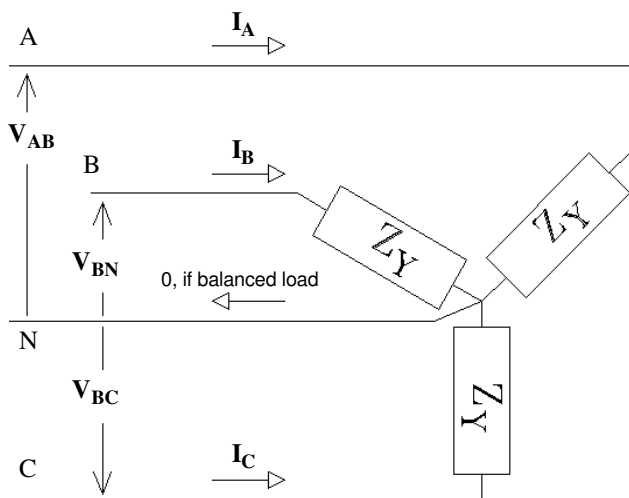 A
I_A
V_AB
B
I_B
Z_Y
Z_Y
V_BN
0, if balanced load
N
Z_Y
V_BC
C
I_C